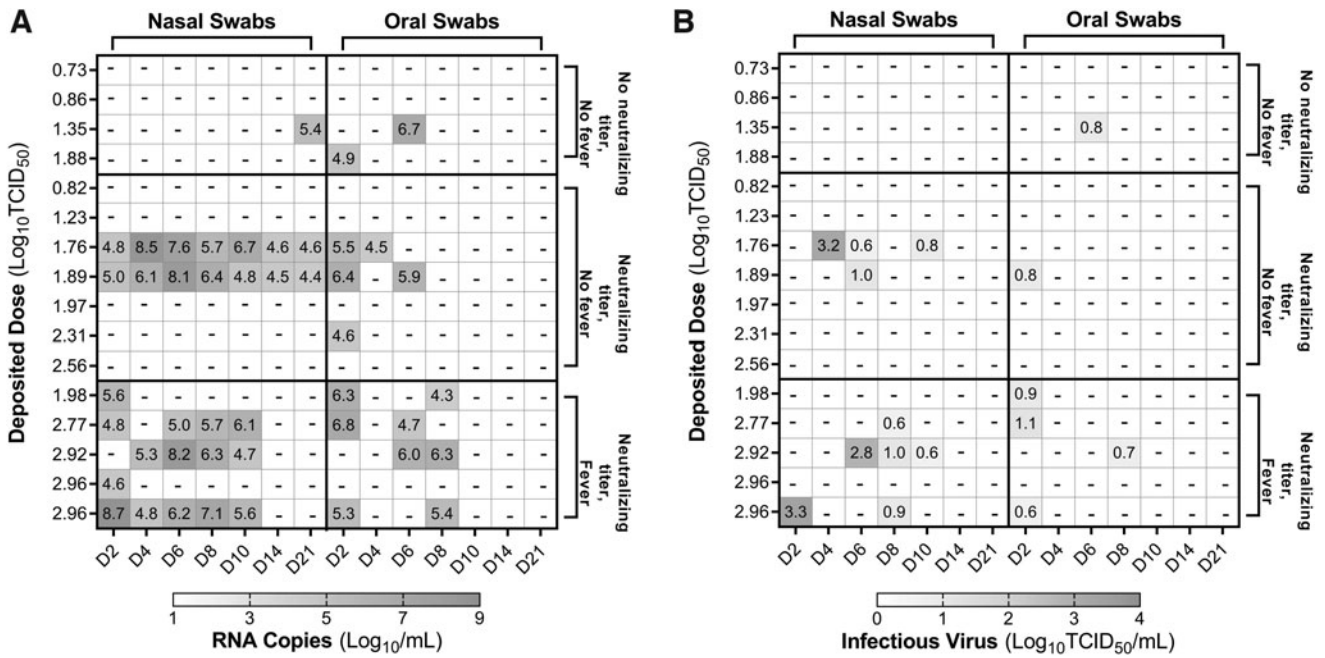 A
Nasal Swabs Oral Swabs
0.73 - - - - - - - - - - - - - -
0.86 - - - - - - - - - - - - - -
1.35 - - - - - - 5.4 - - 6.7 - - - -
1.88 - - - - - - - 4.9 - - - - - -
No neutralizing
titer,
No fever
0.82 - - - - - - - - - - - - - -
1.23 - - - - - - - - - - - - - -
1.76 4.8 8.5 7.6 5.7 6.7 4.6 4.6 5.5 4.5 - - - - -
1.89 5.0 6.1 8.1 6.4 4.8 4.5 4.4 6.4 - 5.9 - - - -
1.97 - - - - - - - - - - - - - -
2.31 - - - - - - - 4.6 - - - - - -
2.56 - - - - - - - - - - - - - -
Neutralizing
titer,
No fever
1.98 5.6 - - - - - - 6.3 - - 4.3 - - -
2.77 4.8 - 5.0 5.7 6.1 - - 6.8 - 4.7 - - - -
2.92 - 5.3 8.2 6.3 4.7 - - - - 6.0 6.3 - - -
2.96 4.6 - - - - - - - - - - - - -
2.96 8.7 4.8 6.2 7.1 5.6 - - 5.3 - - 5.4 - - -
Neutralizing
titer,
Fever
Deposited Dose (Log10TCID50)
D2 D4 D6 D8 D10 D14 D21 D2 D4 D6 D8 D10 D14 D21
1 3 5 7 9
RNA Copies (Log10/mL)
B
Nasal Swabs Oral Swabs
0.73 - - - - - - - - - - - - - -
0.86 - - - - - - - - - - - - - -
1.35 - - - - - - - - - 0.8 - - - -
1.88 - - - - - - - - - - - - - -
No neutralizing
titer,
No fever
0.82 - - - - - - - - - - - - - -
1.23 - - - - - - - - - - - - - -
1.76 - 3.2 0.6 - 0.8 - - - - - - - - -
1.89 - - 1.0 - - - - 0.8 - - - - - -
1.97 - - - - - - - - - - - - - -
2.31 - - - - - - - - - - - - - -
2.56 - - - - - - - - - - - - - -
Neutralizing
titer,
No fever
1.98 - - - - - - - 0.9 - - - - - -
2.77 - - - 0.6 - - - 1.1 - - - - - -
2.92 - - 2.8 1.0 0.6 - - - - - 0.7 - - -
2.96 - - - - - - - - - - - - - -
2.96 3.3 - - 0.9 - - - 0.6 - - - - - -
Neutralizing
titer,
Fever
Deposited Dose (Log10TCID50)
D2 D4 D6 D8 D10 D14 D21 D2 D4 D6 D8 D10 D14 D21
0 1 2 3 4
Infectious Virus (Log10TCID50/mL)